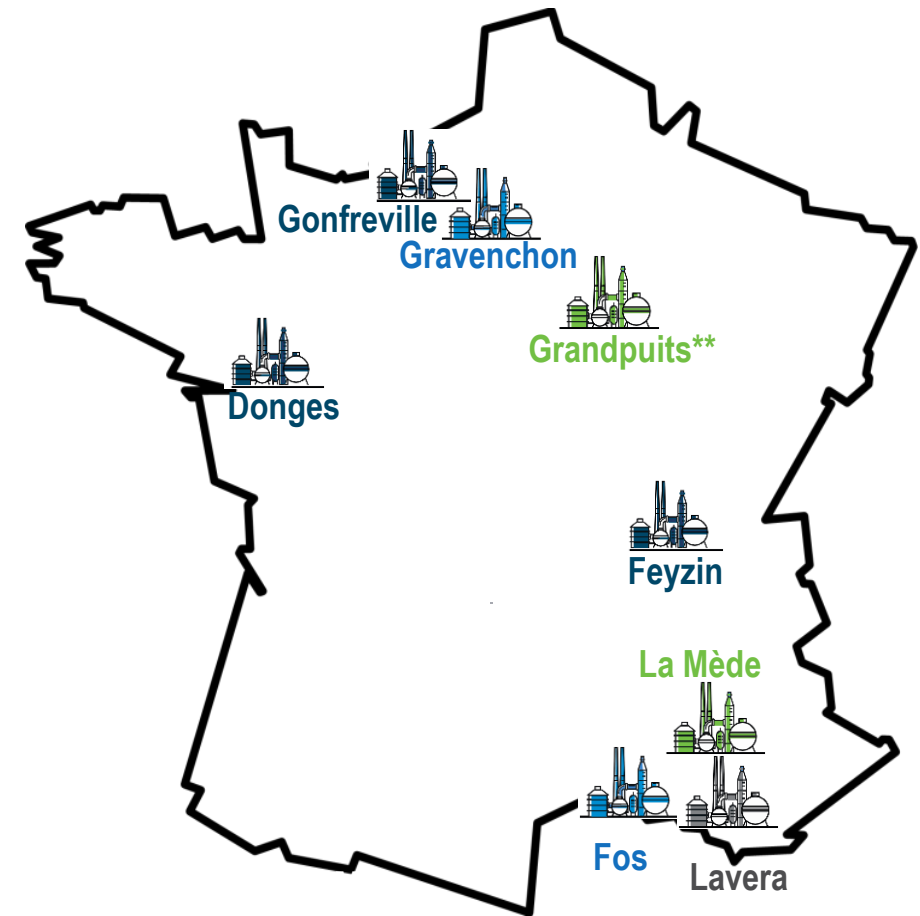 Gonfreville
Gravenchon
Grandpuits**
Donges
Feyzin
La Mède
Fos
Lavera